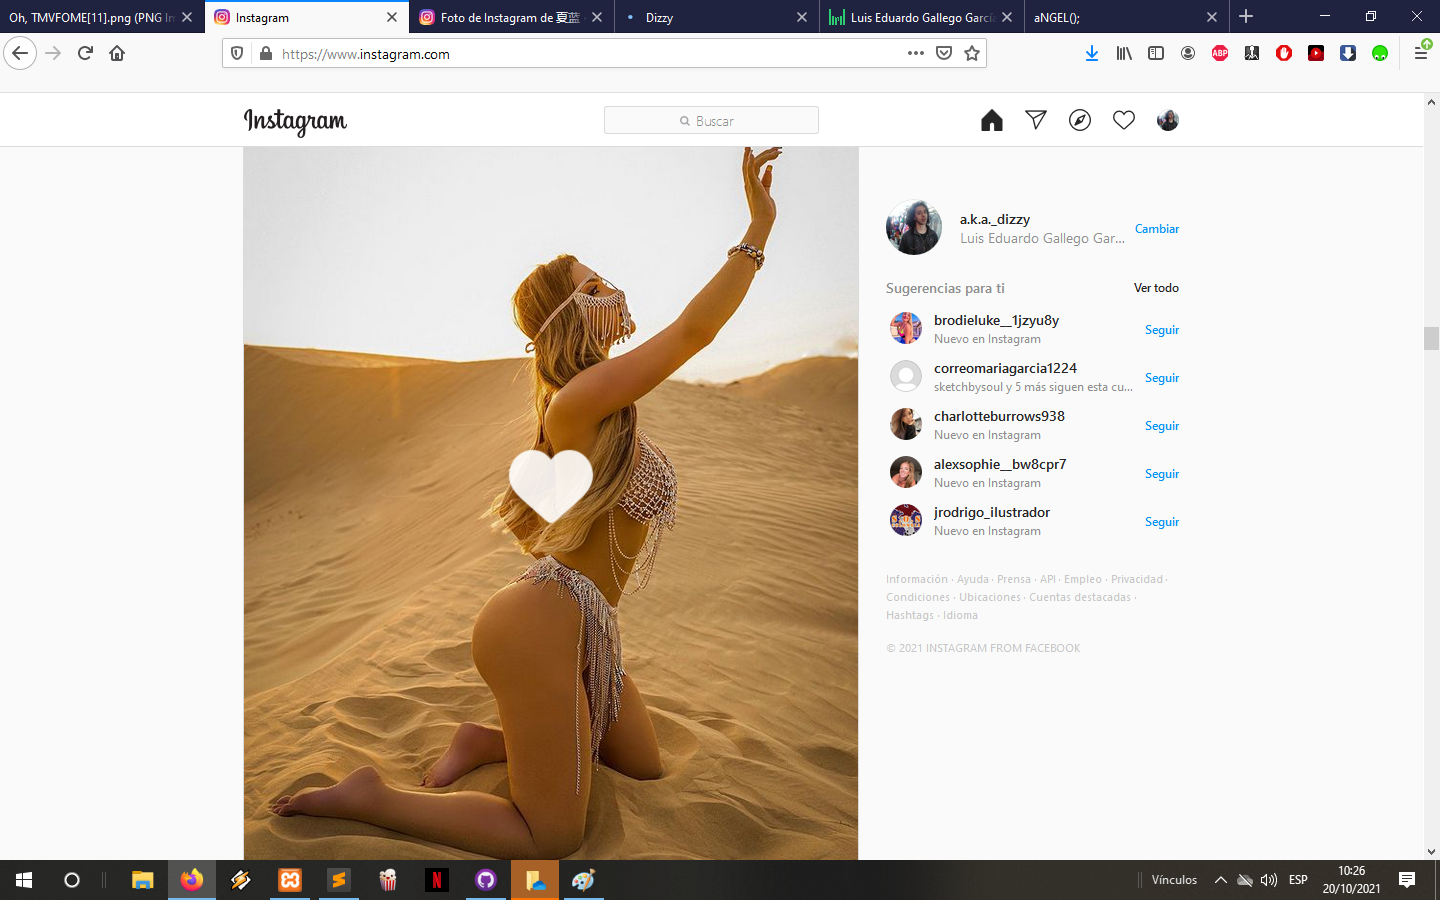 Oh, TMVFOME[11].png (PNG Im
Instagram
Foto de Instagram de 夏蓝
Dizzy
Luis Eduardo Gallego García
aNGEL();
https://www.instagram.com
ABP
Instagram
Buscar
a.k.a._dizzy
Luis Eduardo Gallego Gar...
Cambiar
Sugerencias para ti
Ver todo
brodieluke__1jzyu8y
Nuevo en Instagram
Seguir
correomariagarcia1224
sketchbysoul y 5 más siguen esta cu...
Seguir
charlotteburrows938
Nuevo en Instagram
Seguir
alexsophie__bw8cpr7
Nuevo en Instagram
Seguir
jrodrigo_ilustrador
Nuevo en Instagram
Seguir
Información · Ayuda · Prensa · API · Empleo · Privacidad ·
Condiciones · Ubicaciones · Cuentas destacadas ·
Hashtags · Idioma
© 2021 INSTAGRAM FROM FACEBOOK
Vínculos
ESP
10:26
20/10/2021